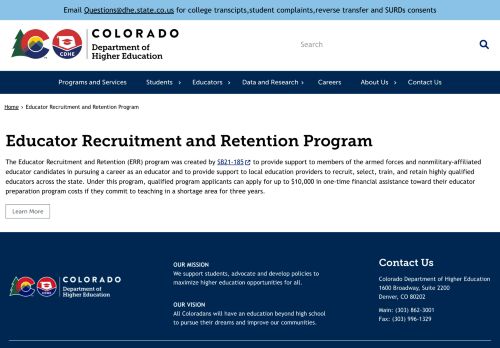 Email Questions@dhe.state.co.us for college transcipts,student complaints,reverse transfer and SURDs consents
CDHE
COLORADO
Department of
Higher Education
Search
Programs and Services Students Educators Data and Research Careers About Us Contact Us
Home › Educator Recruitment and Retention Program
Educator Recruitment and Retention Program
The Educator Recruitment and Retention (ERR) program was created by SB21-185 to provide support to members of the armed forces and nonmilitary-affiliated
educator candidates in pursuing a career as an educator and to provide support to local education providers to recruit, select, train, and retain highly qualified
educators across the state. Under this program, qualified program applicants can apply for up to $10,000 in one-time financial assistance toward their educator
preparation program costs if they commit to teaching in a shortage area for three years.
Learn More
CDHE
COLORADO
Department of
Higher Education
OUR MISSION
We support students, advocate and develop policies to
maximize higher education opportunities for all.
OUR VISION
All Coloradans will have an education beyond high school
to pursue their dreams and improve our communities.
Contact Us
Colorado Department of Higher Education
1600 Broadway, Suite 2200
Denver, CO 80202
Main: (303) 862-3001
Fax: (303) 996-1329